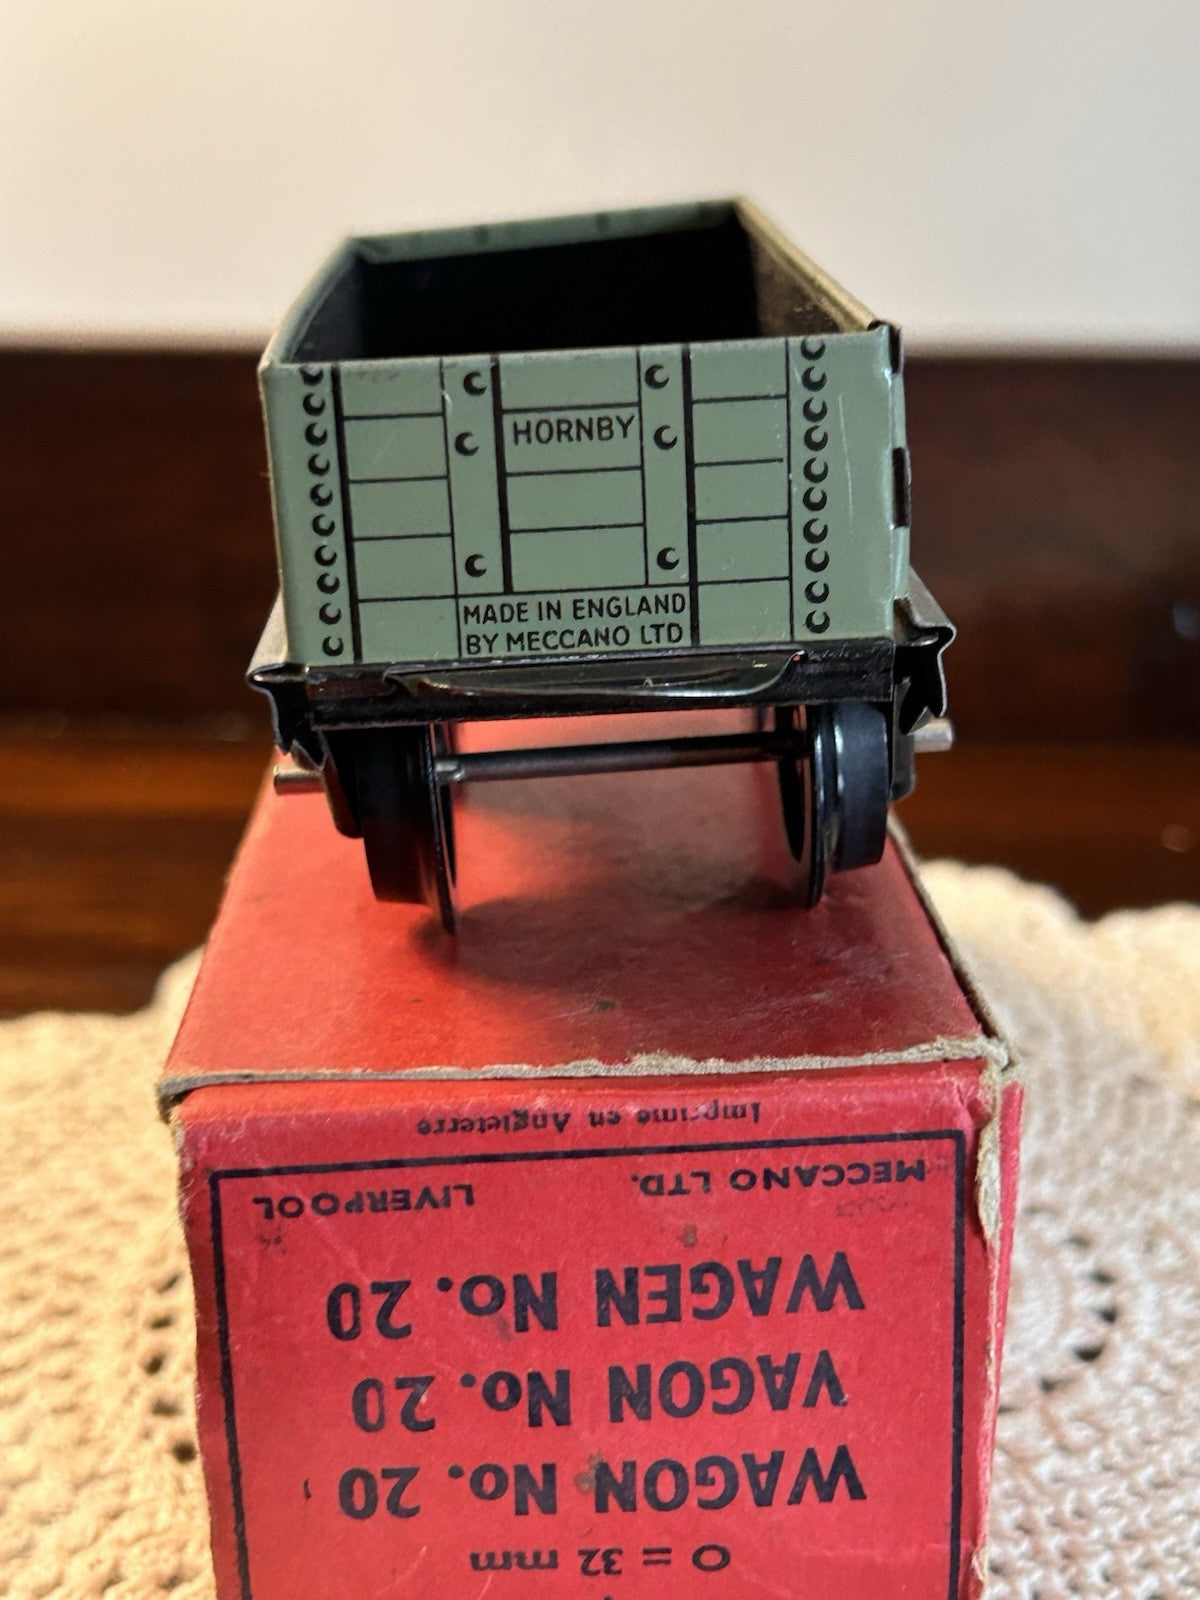 HORNBY
MADE IN ENGLAND
BY MECCANO LTD
O = 32 mm
WAGON No. 20
VAGON No. 20
WAGEN No. 20
MECCANO LTD. LIVERPOOL
Imprimé en Angleterre